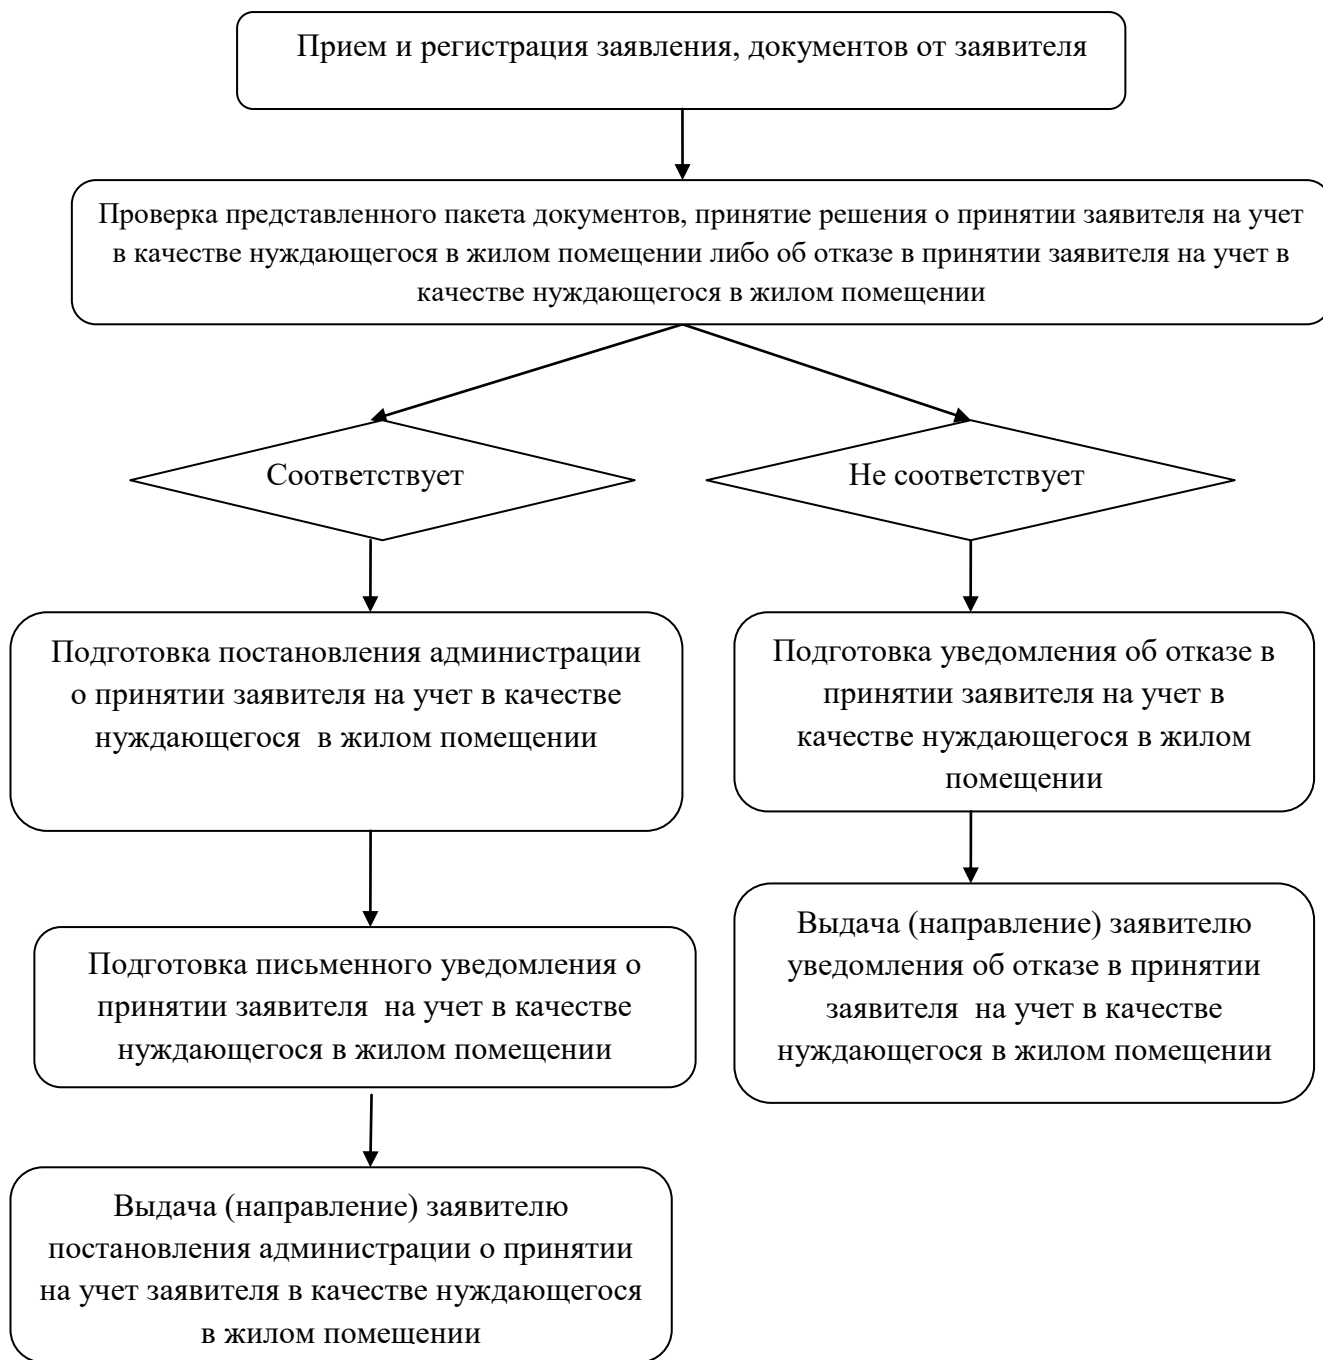 Прием и регистрация заявления, документов от заявителя
Проверка представленного пакета документов, принятие решения о принятии заявителя на учет
в качестве нуждающегося в жилом помещении либо об отказе в принятии заявителя на учет в
качестве нуждающегося в жилом помещении
Соответствует
Не соответствует
Подготовка постановления администрации
о принятии заявителя на учет в качестве
нуждающегося в жилом помещении
Подготовка уведомления об отказе в
принятии заявителя на учет в
качестве нуждающегося в жилом
помещении
Подготовка письменного уведомления о
принятии заявителя на учет в качестве
нуждающегося в жилом помещении
Выдача (направление) заявителю
уведомления об отказе в принятии
заявителя на учет в качестве
нуждающегося в жилом помещении
Выдача (направление) заявителю
постановления администрации о принятии
на учет заявителя в качестве нуждающегося
в жилом помещении